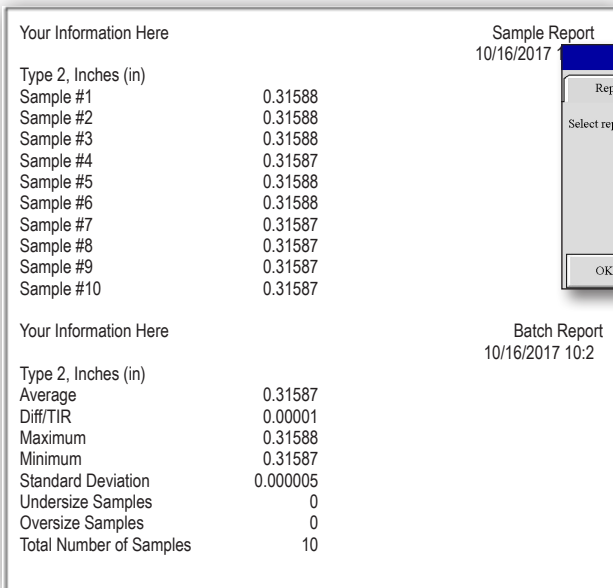 Your Information Here Sample Report
10/16/2017
Type 2, Inches (in)
Sample #1 0.31588
Sample #2 0.31588
Sample #3 0.31588
Sample #4 0.31587
Sample #5 0.31588
Sample #6 0.31588
Sample #7 0.31587
Sample #8 0.31587
Sample #9 0.31587
Sample #10 0.31587
Select
OK
Your Information Here Batch Report
10/16/2017 10:2
Type 2, Inches (in)
Average 0.31587
Diff/TIR 0.00001
Maximum 0.31588
Minimum 0.31587
Standard Deviation 0.000005
Undersize Samples 0
Oversize Samples 0
Total Number of Samples 10